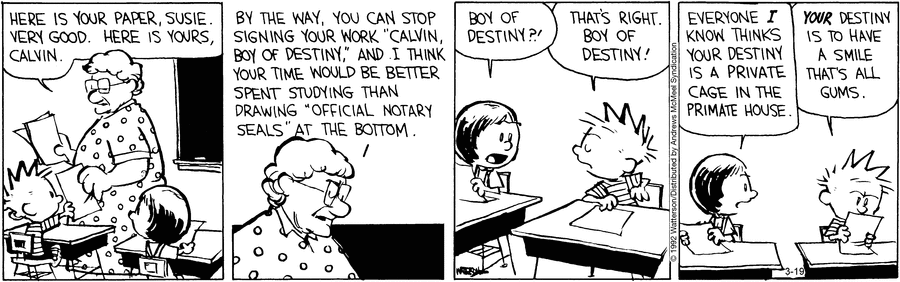 HERE IS YOUR PAPER, SUSIE.
VERY GOOD. HERE IS YOURS,
CALVIN.
BY THE WAY, YOU CAN STOP
SIGNING YOUR WORK "CALVIN,
BOY OF DESTINY," AND I THINK
YOUR TIME WOULD BE BETTER
SPENT STUDYING THAN
DRAWING "OFFICIAL NOTARY
SEALS" AT THE BOTTOM.
BOY OF
DESTINY?!
THAT'S RIGHT.
BOY OF
DESTINY!
WATTERSON
© 1992 Watterson/Distributed by Andrews McMeel Syndication
EVERYONE I
KNOW THINKS
YOUR DESTINY
IS A PRIVATE
CAGE IN THE
PRIMATE HOUSE.
YOUR DESTINY
IS TO HAVE
A SMILE
THAT'S ALL
GUMS.
3-19